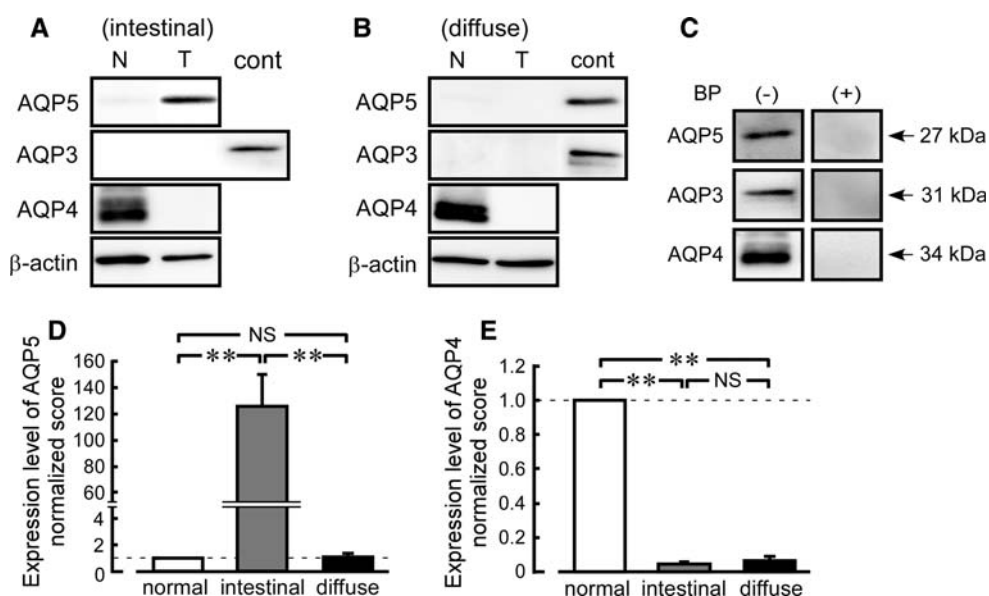 A (intestinal)
N T cont
AQP5
AQP3
AQP4
β-actin
B (diffuse)
N T cont
AQP5
AQP3
AQP4
β-actin
C
BP (-) (+)
AQP5 27 kDa
AQP3 31 kDa
AQP4 34 kDa
D
Expression level of AQP5
normalized score
160
140
120
100
80
60
4
2
1
0
NS
** **
normal intestinal diffuse
E
Expression level of AQP4
normalized score
1.2
1.0
0.8
0.6
0.4
0.2
0
**
** NS
normal intestinal diffuse